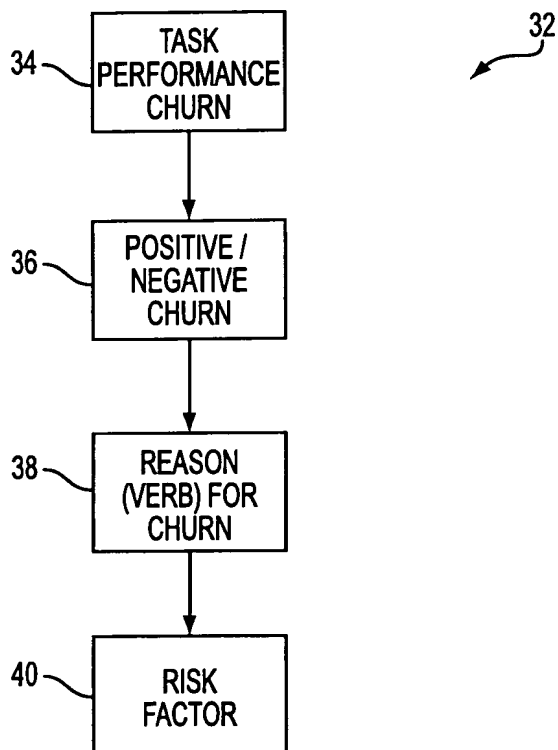 32
34
TASK
PERFORMANCE
CHURN
36
POSITIVE /
NEGATIVE
CHURN
38
REASON
(VERB) FOR
CHURN
40
RISK
FACTOR